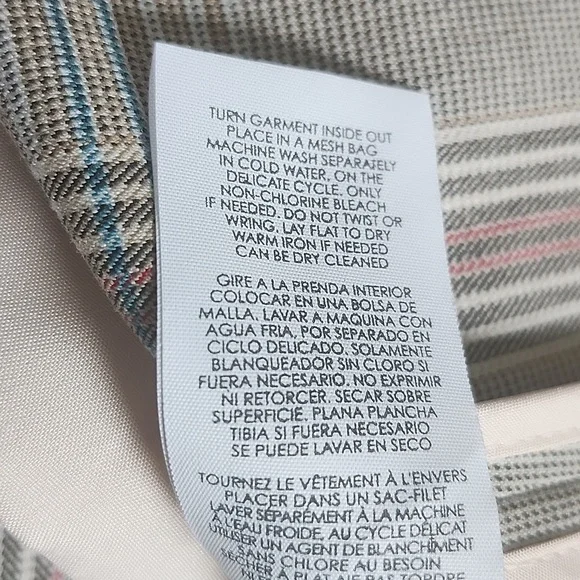 TURN GARMENT INSIDE OUT
PLACE IN A MESH BAG
MACHINE WASH SEPARATELY
IN COLD WATER, ON THE
DELICATE CYCLE. ONLY
NON-CHLORINE BLEACH
IF NEEDED. DO NOT TWIST OR
WRING. LAY FLAT TO DRY
WARM IRON IF NEEDED
CAN BE DRY CLEANED
GIRE A LA PRENDA INTERIOR
COLOCAR EN UNA BOLSA DE
MALLA. LAVAR A MAQUINA CON
AGUA FRIA, POR SEPARADO EN
CICLO DELICADO. SOLAMENTE
BLANQUEADOR SIN CLORO SI
FUERA NECESARIO. NO EXPRIMIR
NI RETORCER. SECAR SOBRE
SUPERFICIE. PLANA PLANCHA
TIBIA SI FUERA NECESARIO
SE PUEDE LAVAR EN SECO
TOURNEZ LE VÊTEMENT À L'ENVERS
PLACER DANS UN SAC-FILET
LAVER SÉPARÉMENT À LA MACHINE
À L'EAU FROIDE, AU CYCLE DÉLICAT
UTILISER UN AGENT DE BLANCHIMENT
SANS CHLORE AU BESOIN
SÉCHER À PLAT NE PAS TORDRE